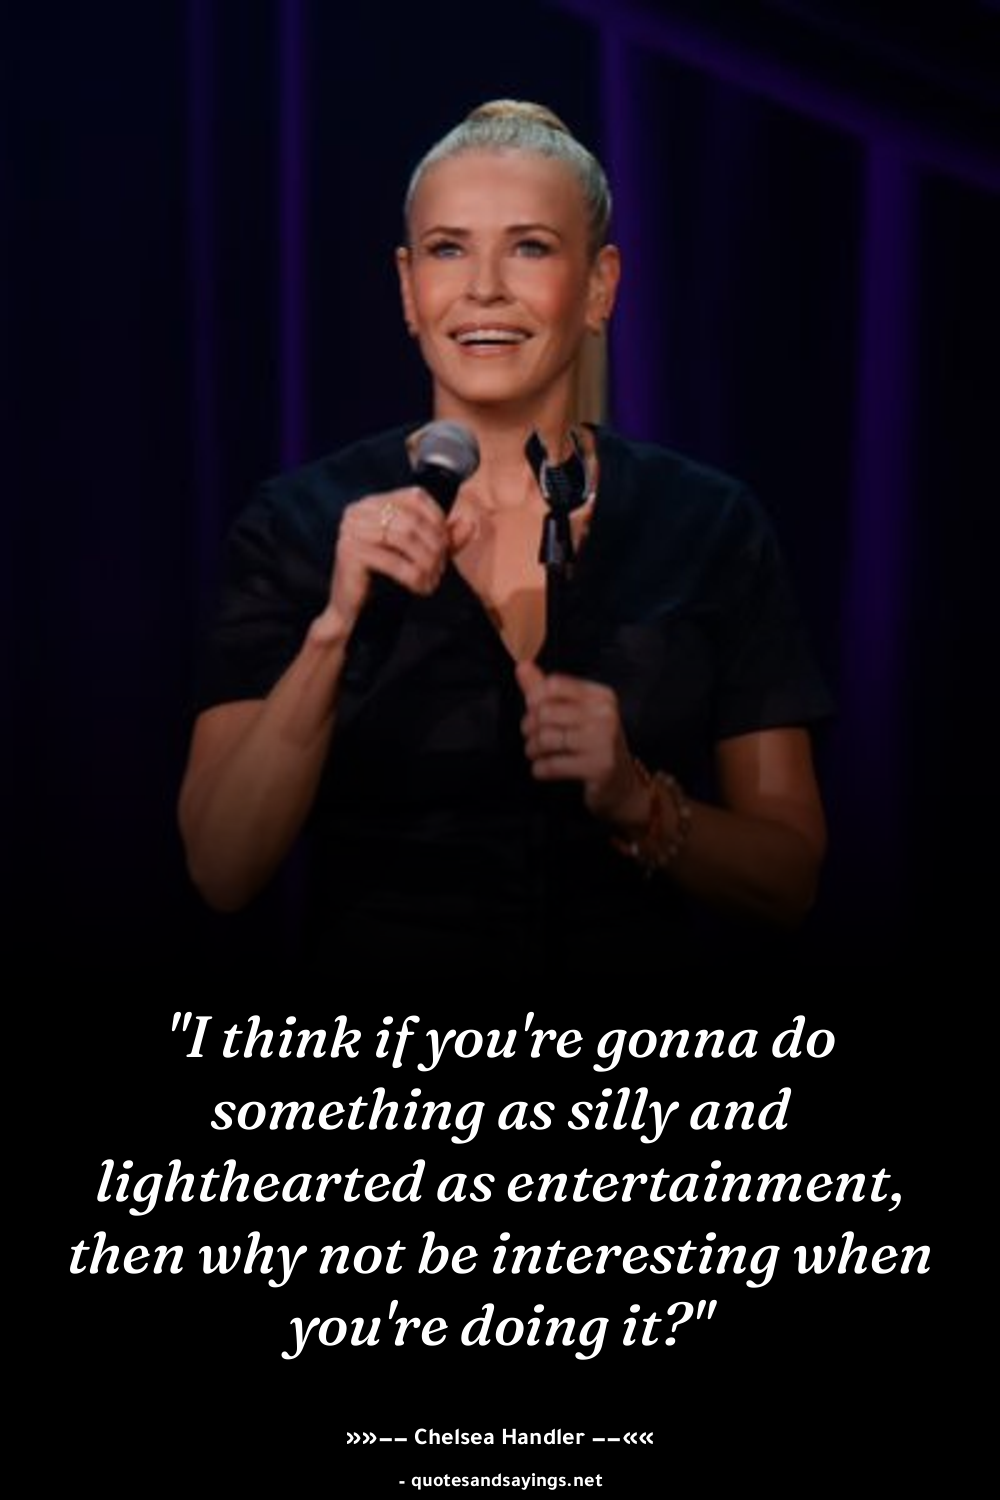 "I think if you're gonna do
something as silly and
lighthearted as entertainment,
then why not be interesting when
you're doing it?"
»»–– Chelsea Handler ––««
- quotesandsayings.net